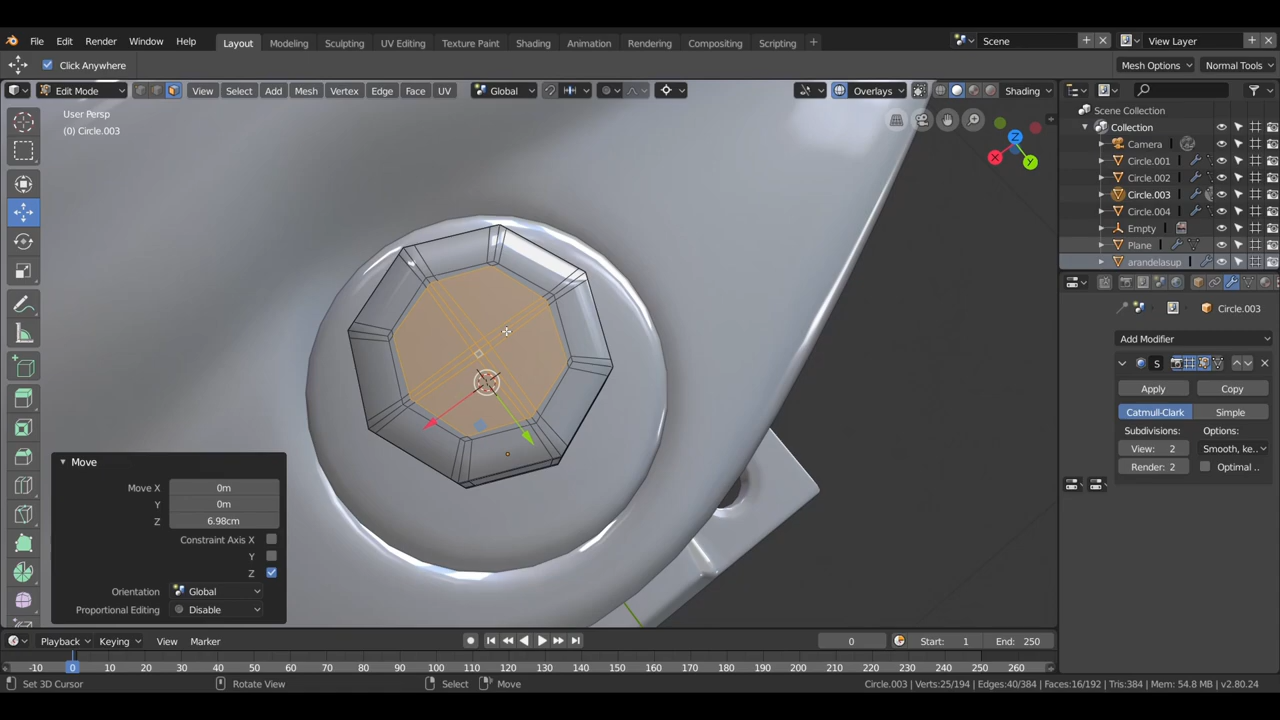 File Edit Render Window Help Layout Modeling Sculpting UV Editing Texture Paint Shading Animation Rendering Compositing Scripting + Scene View Layer
Click Anywhere Mesh Options Normal Tools
Edit Mode View Select Add Mesh Vertex Edge Face UV Global Overlays Shading
User Persp
(0) Circle.003
Z
X
Y
Scene Collection
Collection
Camera
Circle.001
Circle.002
Circle.003
Circle.004
Empty
Plane
arandelasup
Circle.003
Add Modifier
S
Apply Copy
Catmull-Clark Simple
Subdivisions: Options:
View: 2 Smooth, ke..
Render: 2 Optimal ..
Move
Move X 0m
Y 0m
Z 6.98cm
Constraint Axis X
Y
Z
Orientation Global
Proportional Editing Disable
Playback Keying View Marker 0 Start: 1 End: 250
-10 0 10 20 30 40 50 60 70 80 90 100 110 120 130 140 150 160 170 180 190 200 210 220 230 240 250 260
Set 3D Cursor Rotate View Select Move Circle.003 | Verts:25/194 | Edges:40/384 | Faces:16/192 | Tris:384 | Mem: 54.8 MB | v2.80.24